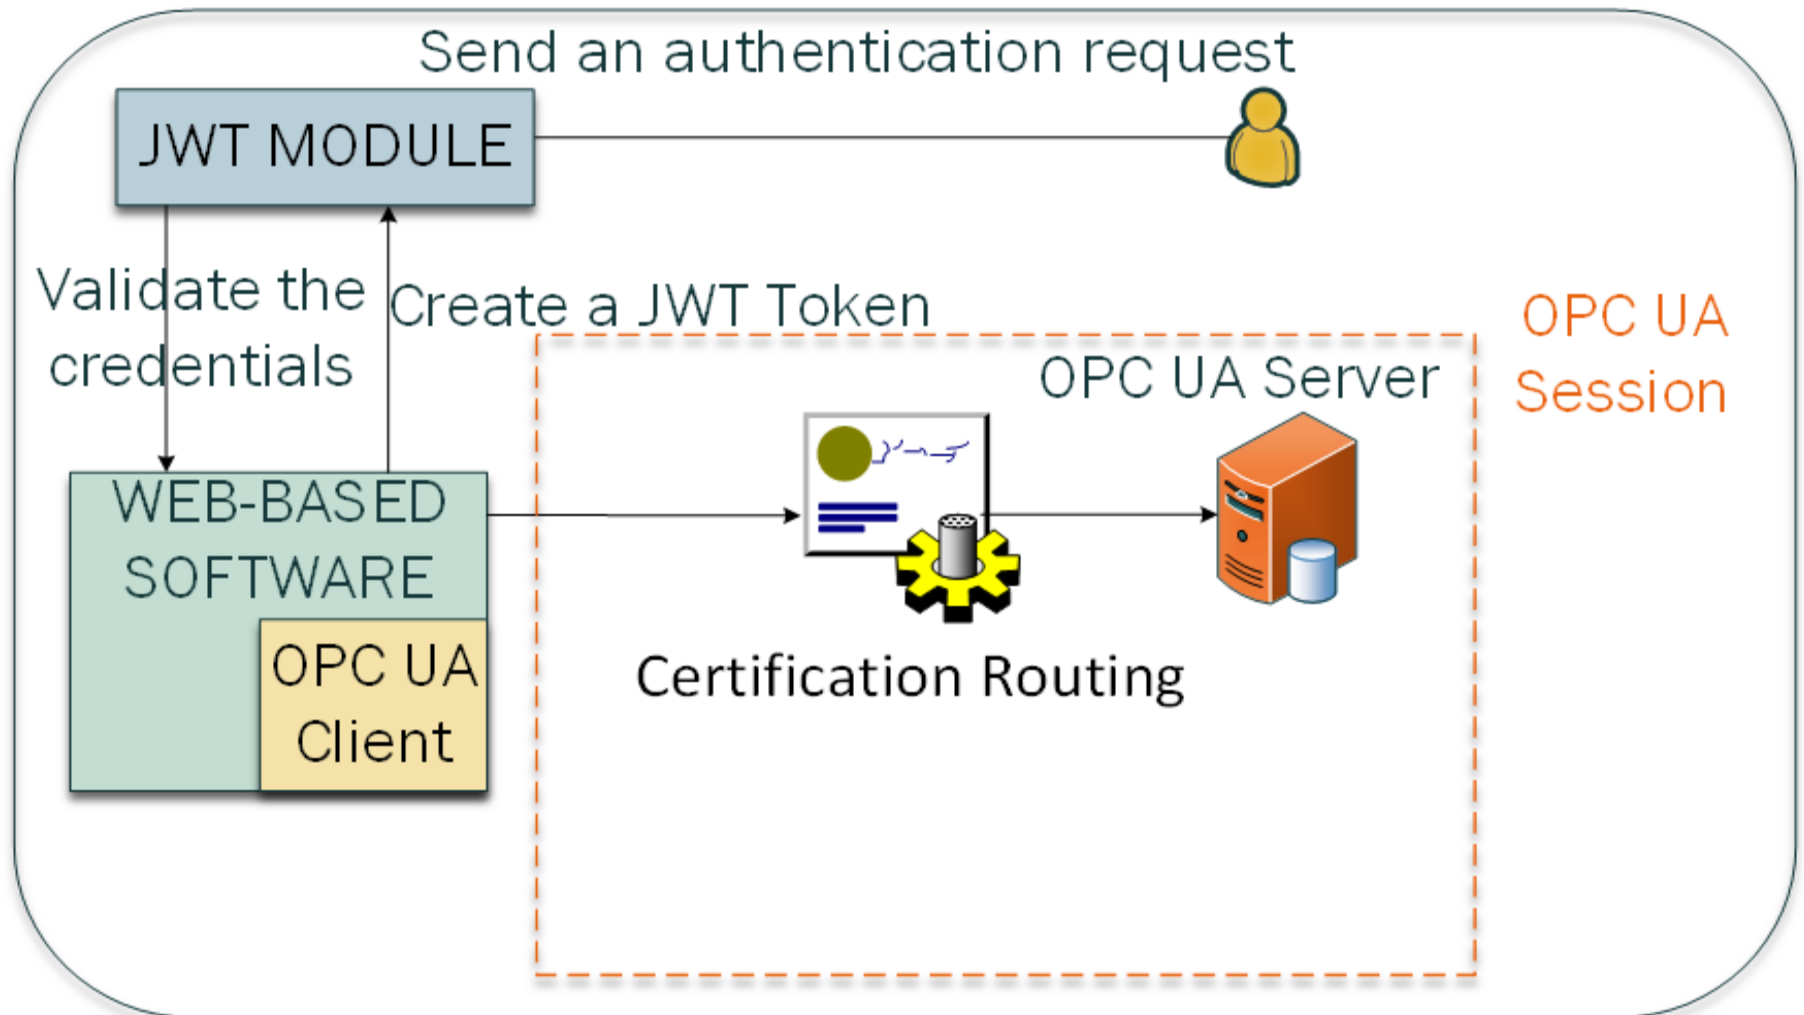 Send an authentication request
JWT MODULE
Validate the
credentials
Create a JWT Token
OPC UA
Session
OPC UA Server
WEB-BASED
SOFTWARE
OPC UA
Client
Certification Routing